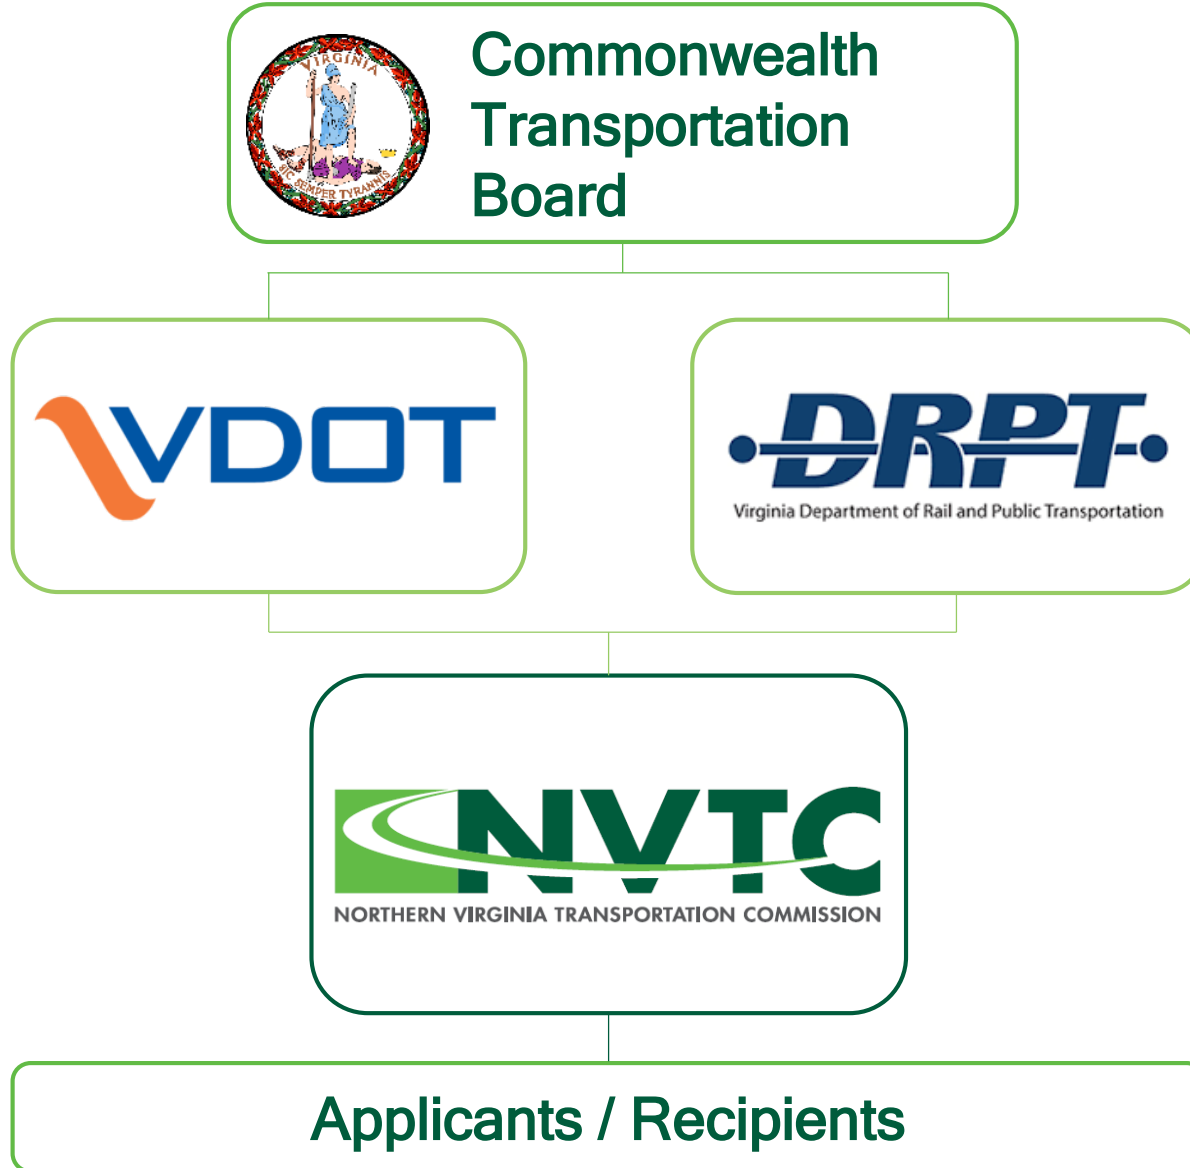 VIRGINIA
SIC SEMPER TYRANNIS
Commonwealth
Transportation
Board
VDOT
DRPT
Virginia Department of Rail and Public Transportation
NVTC
NORTHERN VIRGINIA TRANSPORTATION COMMISSION
Applicants / Recipients